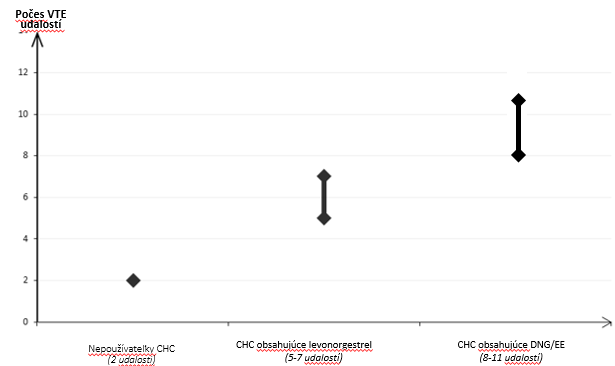 Počes VTE
udalostí
12
10
8
6
4
2
0
Nepoužívateľky CHC
(2 udalosti)
CHC obsahujúce levonorgestrel
(5-7 udalostí)
CHC obsahujúce DNG/EE
(8-11 udalostí)